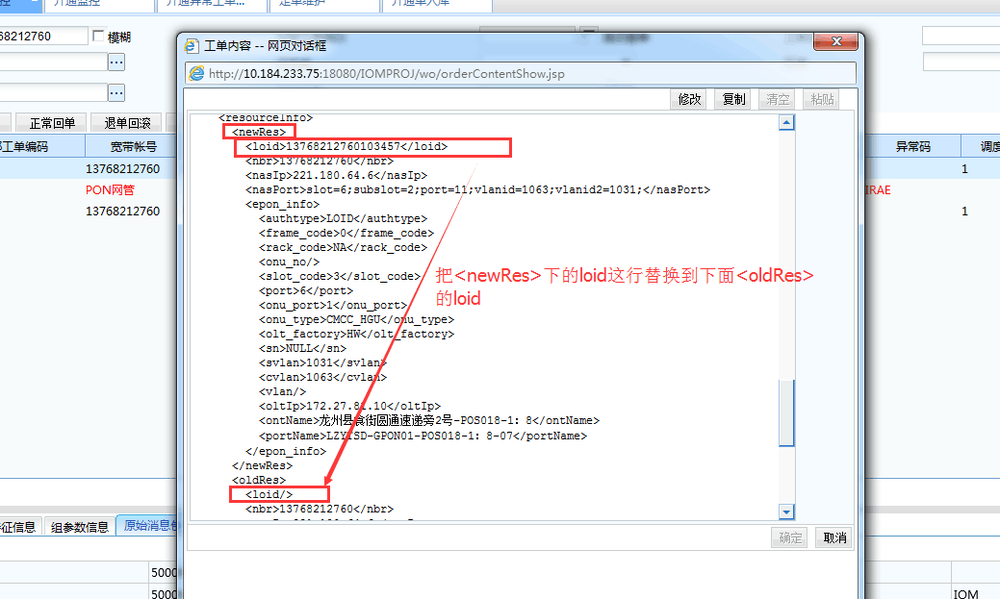 开通监控
开通异常工单...
定单维护
开通单入库
68212760
模糊
正常回单
退单回滚
工单编码
宽带帐号
异常码
调度
13768212760
1
PON网管
IRAE
13768212760
1
工单内容 -- 网页对话框
http://10.184.233.75:18080/IOMPROJ/wo/orderContentShow.jsp
修改
复制
清空
粘贴
<resourceInfo>
<newRes>
<loid>13768212760103457</loid>
<nbr>13768212760</nbr>
<nasIp>221.180.64.6</nasIp>
<nasPort>slot=6;subslot=2;port=11;vlanid=1063;vlanid2=1031;</nasPort>
<epon_info>
<authtype>LOID</authtype>
<frame_code>0</frame_code>
<rack_code>NA</rack_code>
<onu_no/>
<slot_code>3</slot_code>
<port>6</port>
<onu_port>1</onu_port>
<onu_type>CMCC_HGU</onu_type>
<olt_factory>HW</olt_factory>
<sn>NULL</sn>
<svlan>1031</svlan>
<cvlan>1063</cvlan>
<vlan/>
<oltIp>172.27.81.10</oltIp>
<ontName>龙州县食街圆通速递旁2号-POS018-1：8</ontName>
<portName>LZYTSD-GPON01-POS018-1：8-07</portName>
</epon_info>
</newRes>
<oldRes>
<loid/>
<nbr>13768212760</nbr>
把<newRes>下的loid这行替换到下面<oldRes>
的loid
确定
取消
征信息
组参数信息
原始消息
5000
5000
IOM